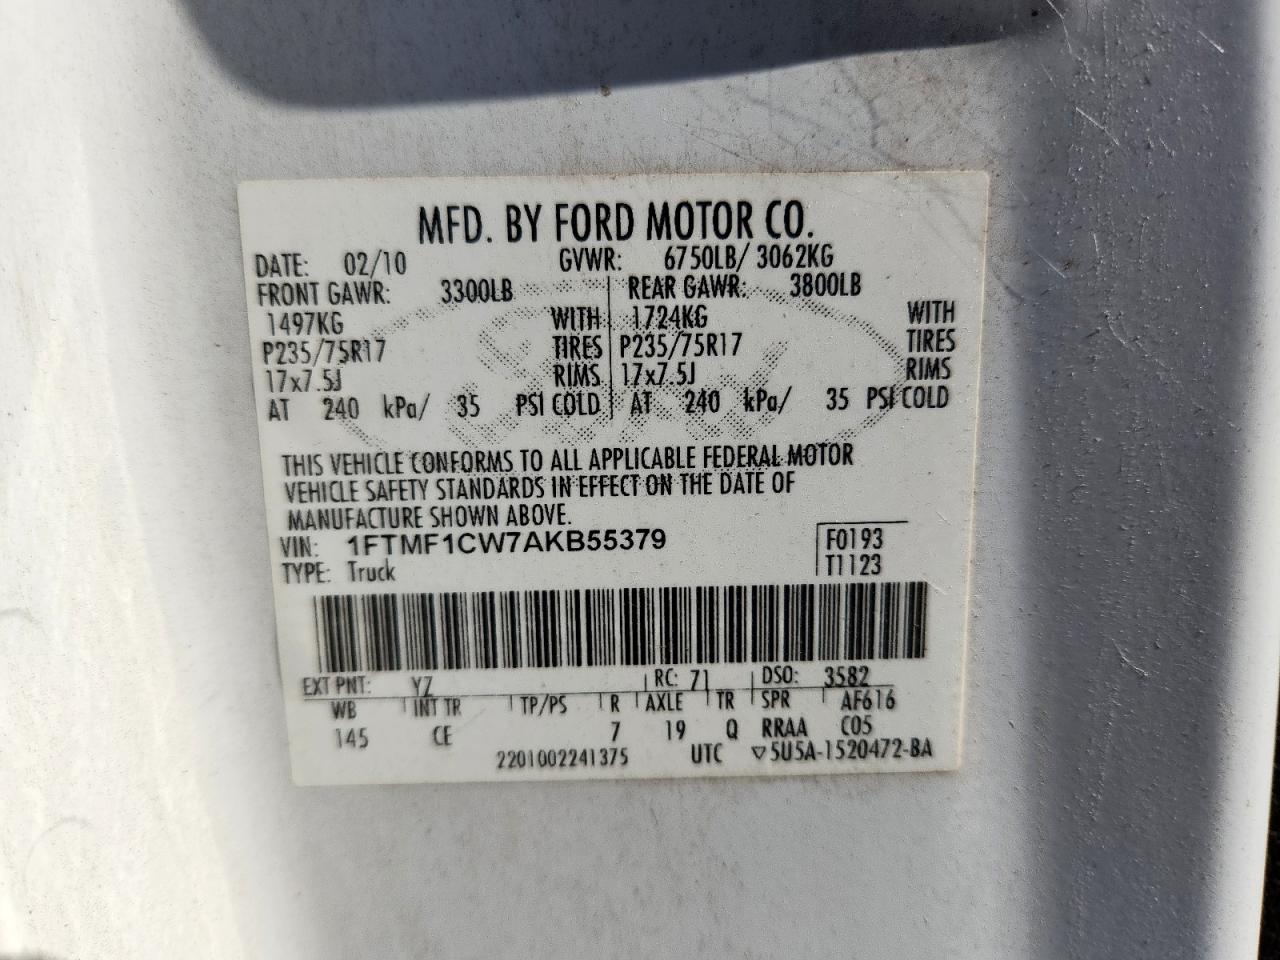 MFD. BY FORD MOTOR CO.
DATE: 02/10 GVWR: 6750LB/ 3062KG
FRONT GAWR: 3300LB REAR GAWR: 3800LB
1497KG WITH 1724KG WITH
P235/75R17 TIRES P235/75R17 TIRES
17x7.5J RIMS 17x7.5J RIMS
AT 240 kPa/ 35 PSI COLD AT 240 kPa/ 35 PSI COLD
THIS VEHICLE CONFORMS TO ALL APPLICABLE FEDERAL MOTOR
VEHICLE SAFETY STANDARDS IN EFFECT ON THE DATE OF
MANUFACTURE SHOWN ABOVE.
VIN: 1FTMF1CW7AKB55379 F0193
TYPE: Truck T1123
EXT PNT: YZ RC: 71 DSO: 3582
WB INT TR TP/PS R AXLE TR SPR AF616
145 CE 7 19 Q RRAA C05
2201002241375 UTC ▽5U5A-1520472-BA